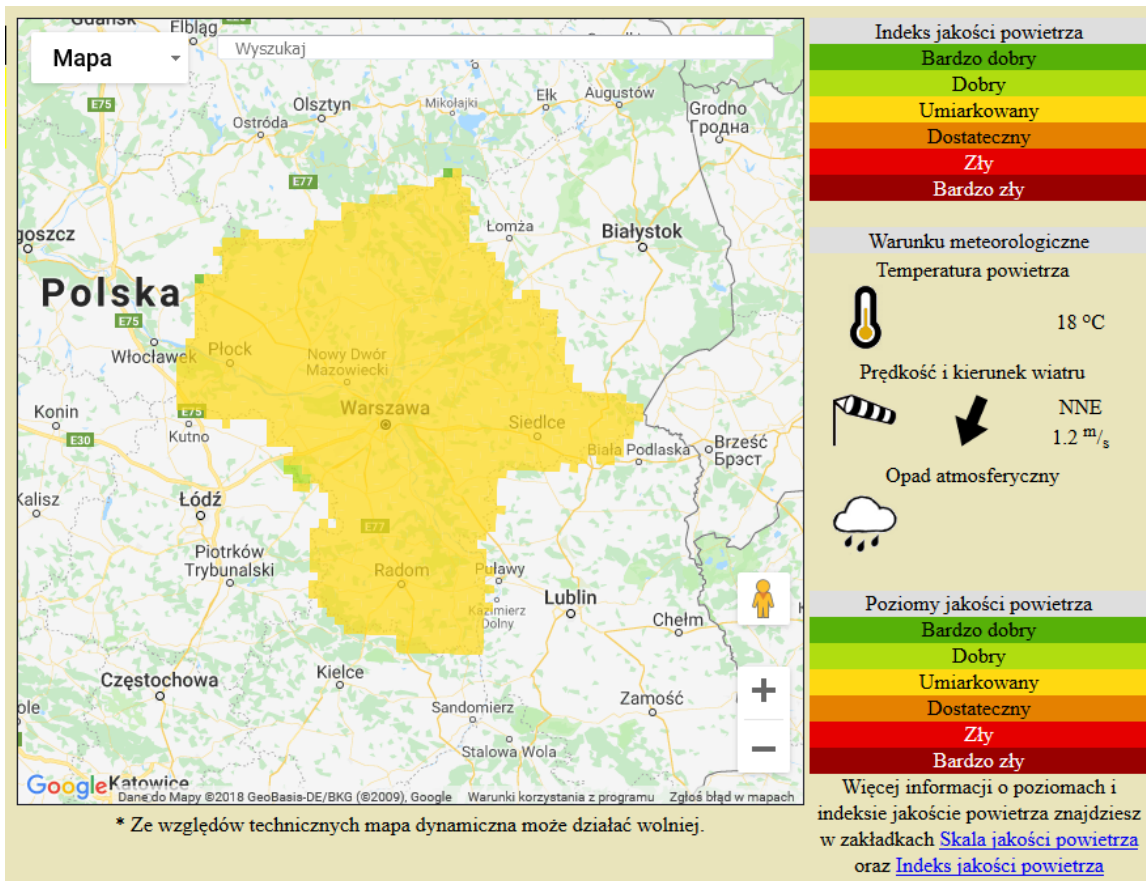 Gdańsk
Elbląg
Mapa
Wyszukaj
E75
Olsztyn
Mikołajki
Ełk
Augustów
Ostróda
Grodno
Гродна
E77
Łomża
Białystok
goszcz
Polska
E75
Włocławek
Płock
Nowy Dwór
Mazowiecki
Konin
E75
Warszawa
Siedlce
E30
Kutno
Biała Podlaska
Brześć
Брэст
Kalisz
Łódź
E77
Piotrków
Trybunalski
Radom
Puławy
Kazimierz
Dolny
Lublin
Chełm
Kielce
Częstochowa
Sandomierz
Zamość
ole
Stalowa Wola
Google
Katowice
Dane do Mapy ©2018 GeoBasis-DE/BKG (©2009), Google Warunki korzystania z programu Zgłoś błąd w mapach
* Ze względów technicznych mapa dynamiczna może działać wolniej.
Indeks jakości powietrza
Bardzo dobry
Dobry
Umiarkowany
Dostateczny
Zły
Bardzo zły
Warunku meteorologiczne
Temperatura powietrza
18 °C
Prędkość i kierunek wiatru
NNE
1.2 m/s
Opad atmosferyczny
Poziomy jakości powietrza
Bardzo dobry
Dobry
Umiarkowany
Dostateczny
Zły
Bardzo zły
Więcej informacji o poziomach i
indeksie jakoście powietrza znajdziesz
w zakładkach Skala jakości powietrza
oraz Indeks jakości powietrza